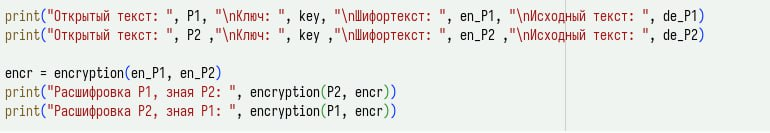 print("Открытый текст: ", P1, "\nКлюч: ", key, "\nШифортекст: ", en_P1, "\nИсходный текст: ", de_P1)
print("Открытый текст: ", P2 ,"\nКлюч: ", key ,"\nШифортекст: ", en_P2 ,"\nИсходный текст: ", de_P2)
encr = encryption(en_P1, en_P2)
print("Расшифровка P1, зная P2: ", encryption(P2, encr))
print("Расшифровка P2, зная P1: ", encryption(P1, encr))